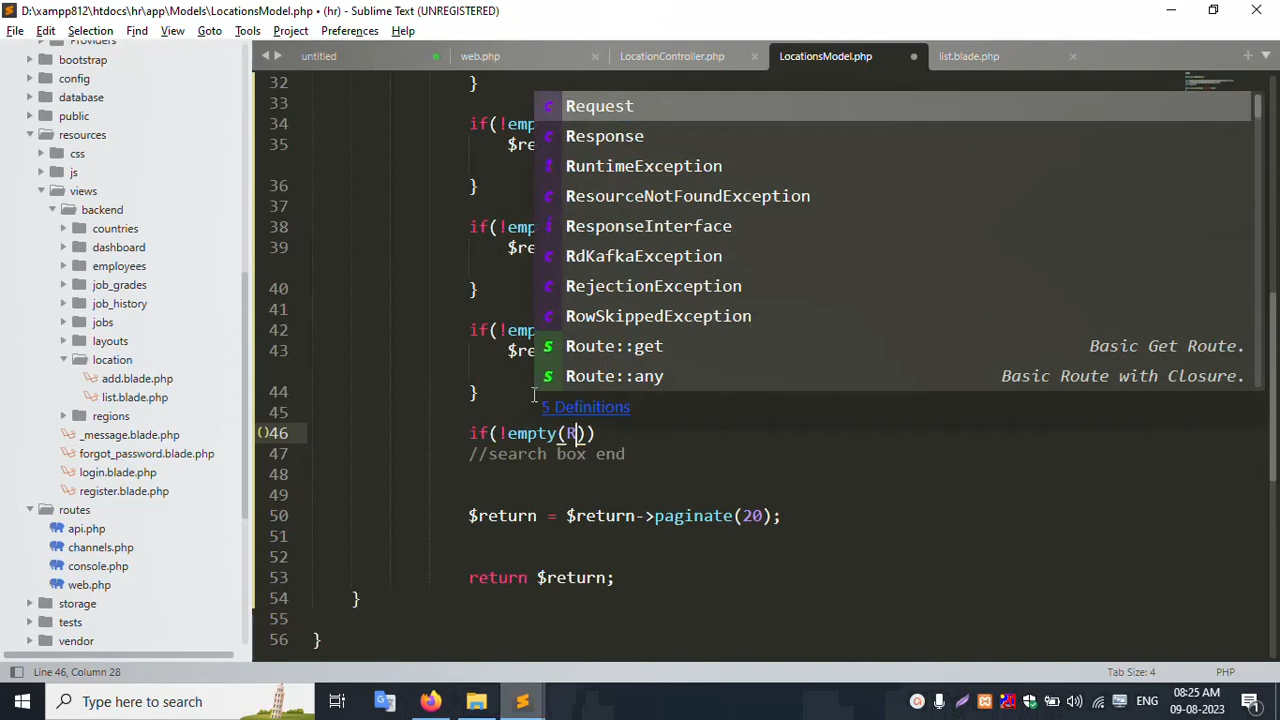 D:\xampp812\htdocs\hr\app\Models\LocationsModel.php • (hr) - Sublime Text (UNREGISTERED)
File Edit Selection Find View Goto Tools Project Preferences Help
untitled web.php LocationController.php LocationsModel.php list.blade.php
Providers
bootstrap
config
database
public
resources
css
js
views
backend
countries
dashboard
employees
job_grades
job_history
jobs
layouts
location
add.blade.php
list.blade.php
regions
_message.blade.php
forgot_password.blade.php
login.blade.php
register.blade.php
routes
api.php
channels.php
console.php
web.php
storage
tests
vendor
32 }
33
34 if(!emp
35 $re
36 }
37
38 if(!emp
39 $re
40 }
41
42 if(!emp
43 $re
44 }
45
46 if(!empty(R))
47 //search box end
48
49
50 $return = $return->paginate(20);
51
52
53 return $return;
54 }
55
56 }
c Request
c Response
t RuntimeException
c ResourceNotFoundException
i ResponseInterface
c RdKafkaException
c RejectionException
c RowSkippedException
s Route::get Basic Get Route.
s Route::any Basic Route with Closure.
5 Definitions
Line 46, Column 28 Tab Size: 4 PHP
Type here to search
ENG
08:25 AM
09-08-2023